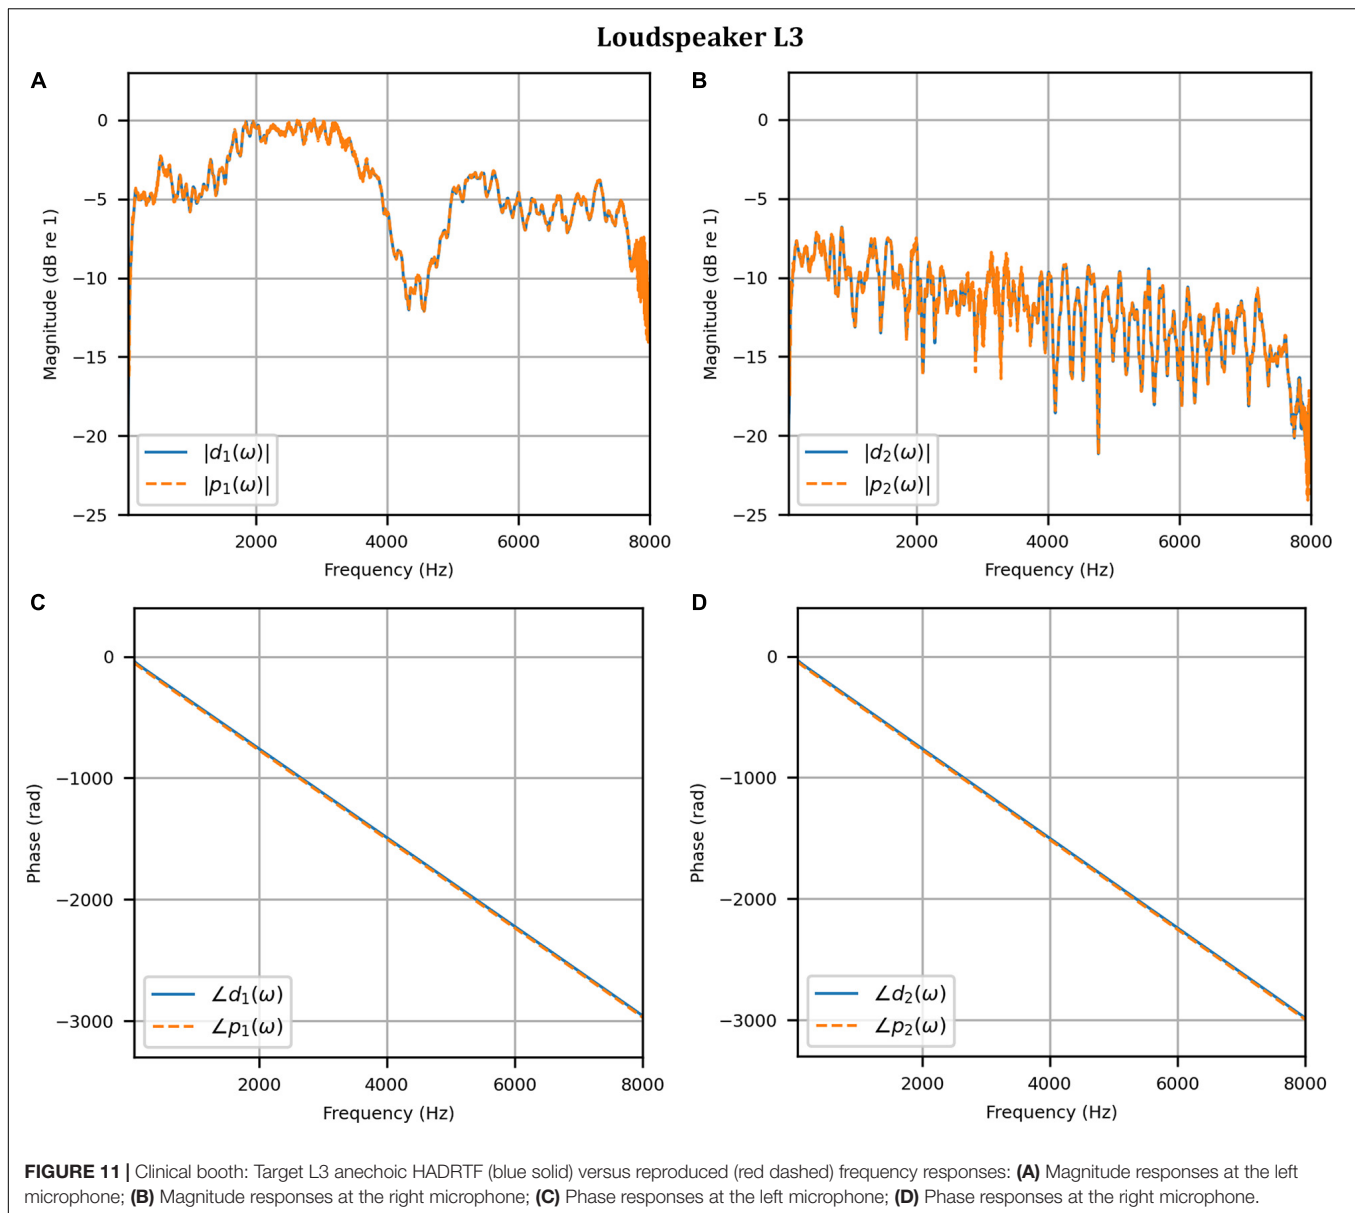 Loudspeaker L3
A
0
−5
−10
−15
−20
−25
Magnitude (dB re 1)
|d₁(ω)|
|p₁(ω)|
2000 4000 6000 8000
Frequency (Hz)
B
0
−5
−10
−15
−20
−25
Magnitude (dB re 1)
|d₂(ω)|
|p₂(ω)|
2000 4000 6000 8000
Frequency (Hz)
C
0
−1000
−2000
−3000
Phase (rad)
∠d₁(ω)
∠p₁(ω)
2000 4000 6000 8000
Frequency (Hz)
D
0
−1000
−2000
−3000
Phase (rad)
∠d₂(ω)
∠p₂(ω)
2000 4000 6000 8000
Frequency (Hz)
FIGURE 11 | Clinical booth: Target L3 anechoic HADRTF (blue solid) versus reproduced (red dashed) frequency responses: (A) Magnitude responses at the left
microphone; (B) Magnitude responses at the right microphone; (C) Phase responses at the left microphone; (D) Phase responses at the right microphone.